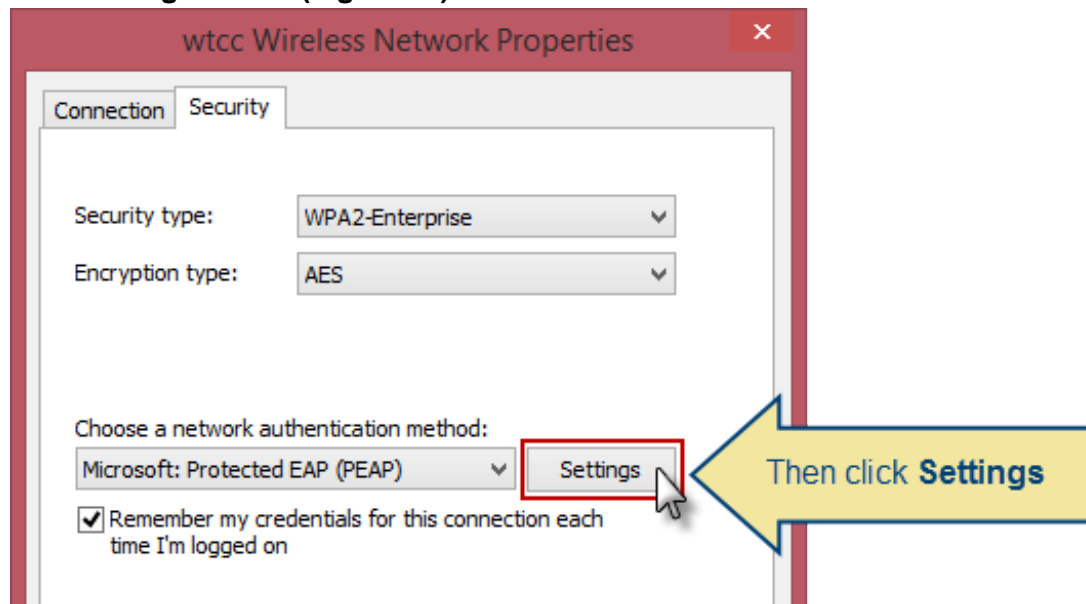 wtcc Wireless Network Properties
Connection Security
Security type: WPA2-Enterprise
Encryption type: AES
Choose a network authentication method:
Microsoft: Protected EAP (PEAP) Settings
Then click Settings
Remember my credentials for this connection each
time I'm logged on